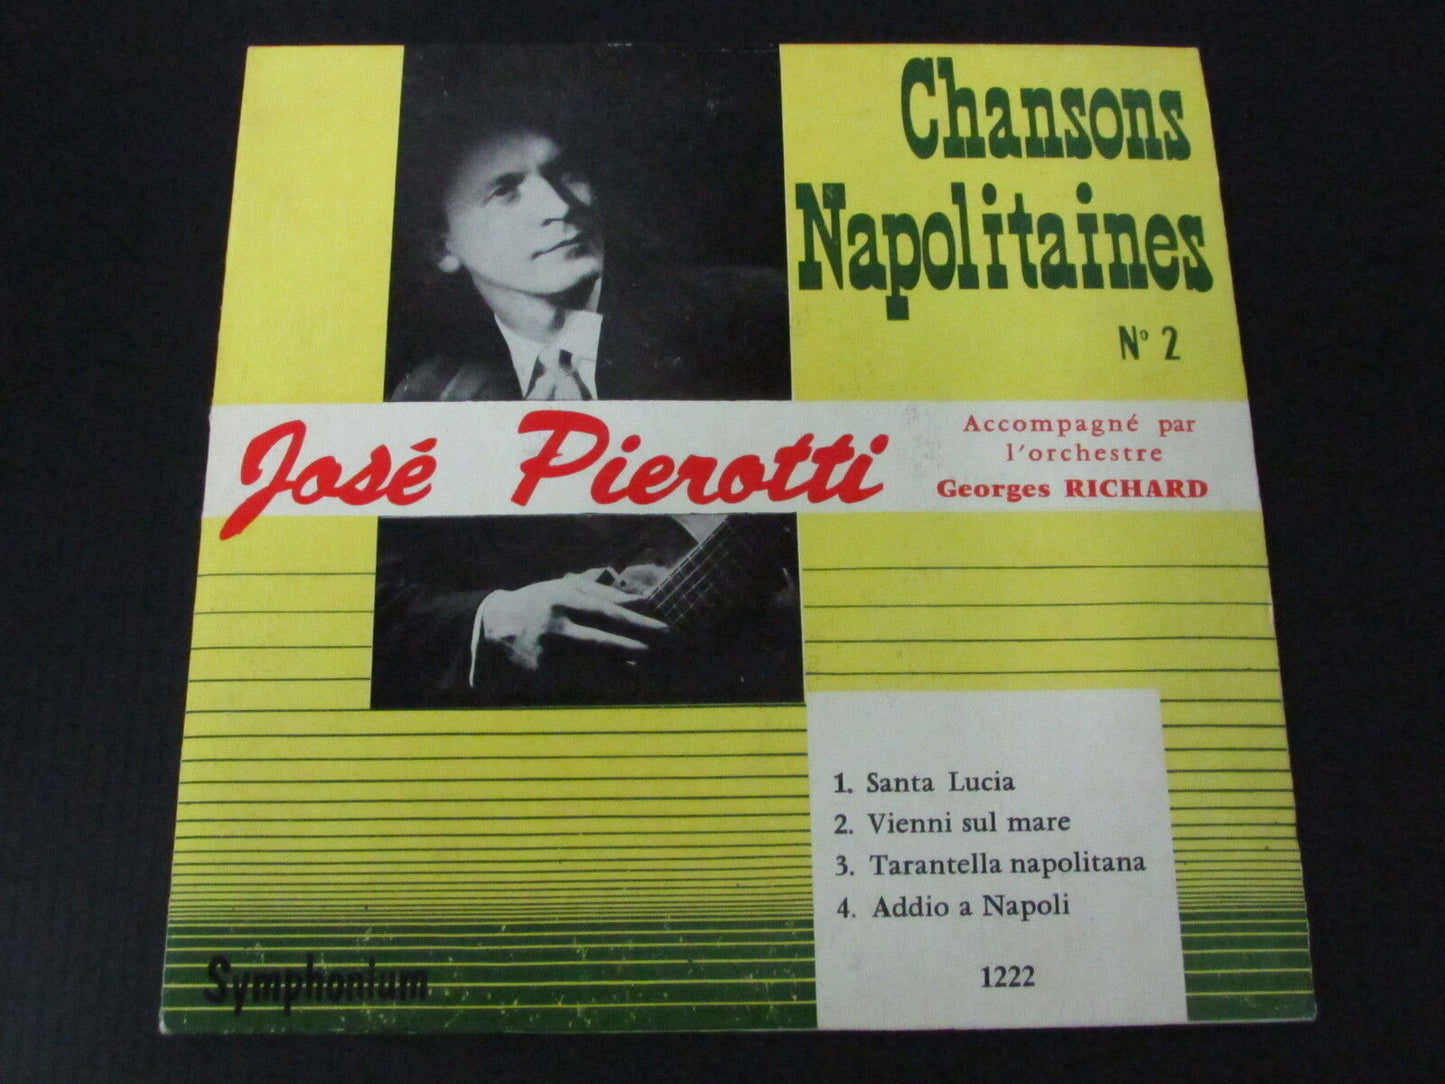 Chansons
Napolitaines
Nº 2
José Pierotti
Accompagné par
l'orchestre
Georges RICHARD
1. Santa Lucia
2. Vienni sul mare
3. Tarantella napolitana
4. Addio a Napoli
1222
Symphonium